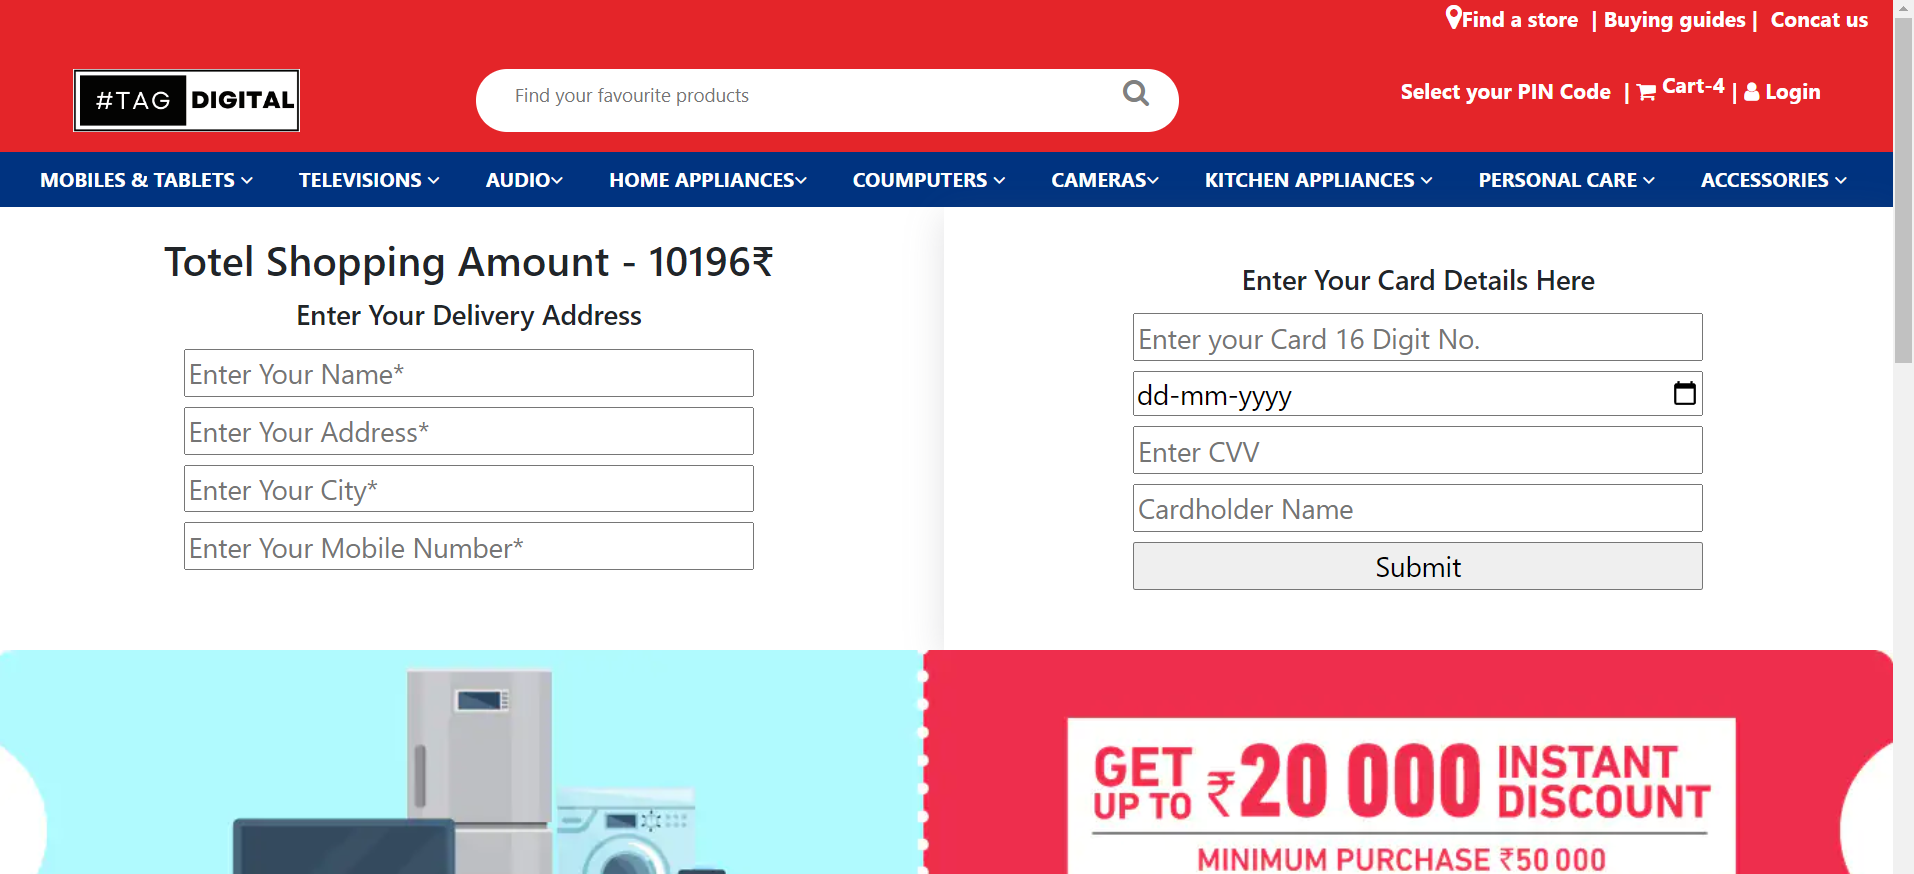 Find a store | Buying guides | Concat us
#TAG DIGITAL
Find your favourite products
Select your PIN Code | Cart-4 | Login
MOBILES & TABLETS TELEVISIONS AUDIO HOME APPLIANCES COUMPUTERS CAMERAS KITCHEN APPLIANCES PERSONAL CARE ACCESSORIES
Totel Shopping Amount - 10196₹
Enter Your Delivery Address
Enter Your Name*
Enter Your Address*
Enter Your City*
Enter Your Mobile Number*
Enter Your Card Details Here
Enter your Card 16 Digit No.
dd-mm-yyyy
Enter CVV
Cardholder Name
Submit
GET UP TO ₹20 000 INSTANT DISCOUNT
MINIMUM PURCHASE ₹50 000